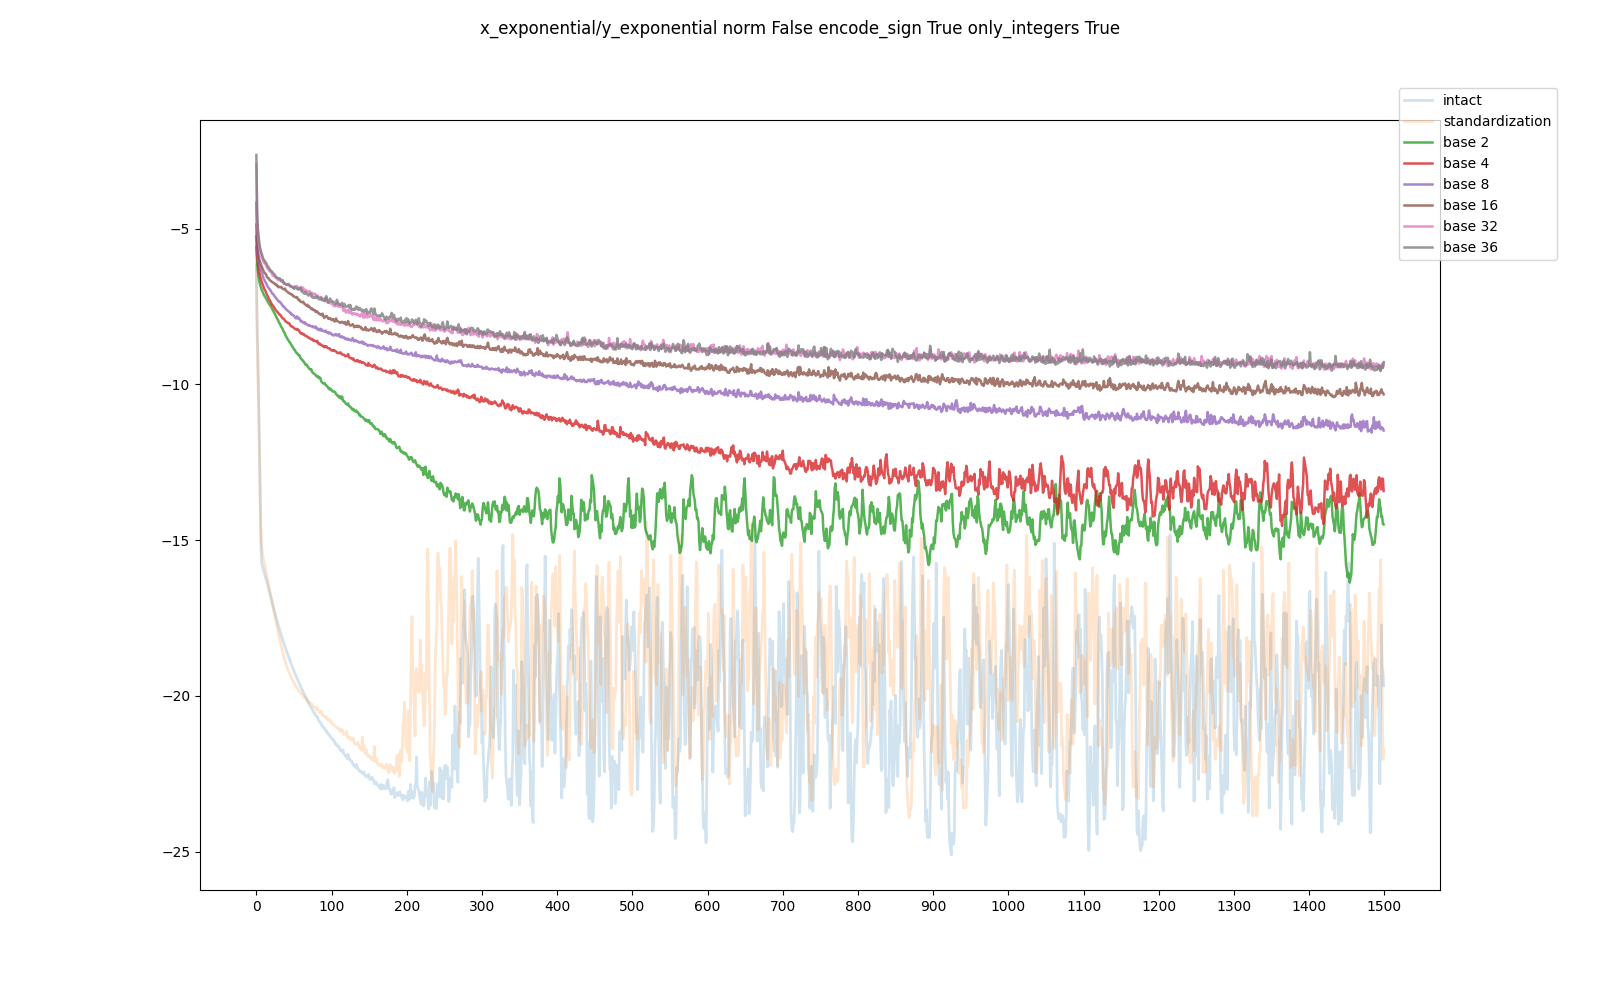 x_exponential/y_exponential norm False encode_sign True only_integers True
intact
standardization
base 2
base 4
base 8
base 16
base 32
base 36
−5
−10
−15
−20
−25
0 100 200 300 400 500 600 700 800 900 1000 1100 1200 1300 1400 1500